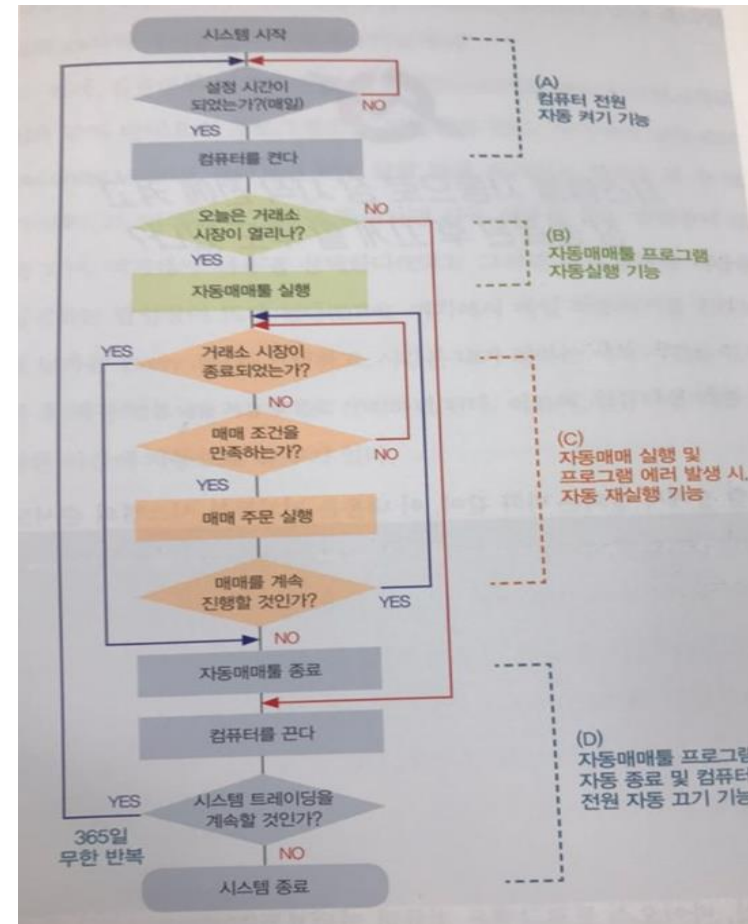 시스템 시작
설정 시간이
되었는가?(매일)
NO
YES
컴퓨터를 켠다
(A)
컴퓨터 전원
자동 켜기 기능
오늘은 거래소
시장이 열리나?
NO
YES
자동매매툴 실행
(B)
자동매매툴 프로그램
자동실행 기능
YES
거래소 시장이
종료되었는가?
NO
매매 조건을
만족하는가?
NO
YES
매매 주문 실행
(C)
자동매매 실행 및
프로그램 에러 발생 시,
자동 재실행 기능
매매를 계속
진행할 것인가?
YES
NO
자동매매툴 종료
컴퓨터를 끈다
(D)
자동매매툴 프로그램
자동 종료 및 컴퓨터
전원 자동 끄기 기능
YES
시스템 트레이딩을
계속할 것인가?
365일
무한 반복
NO
시스템 종료